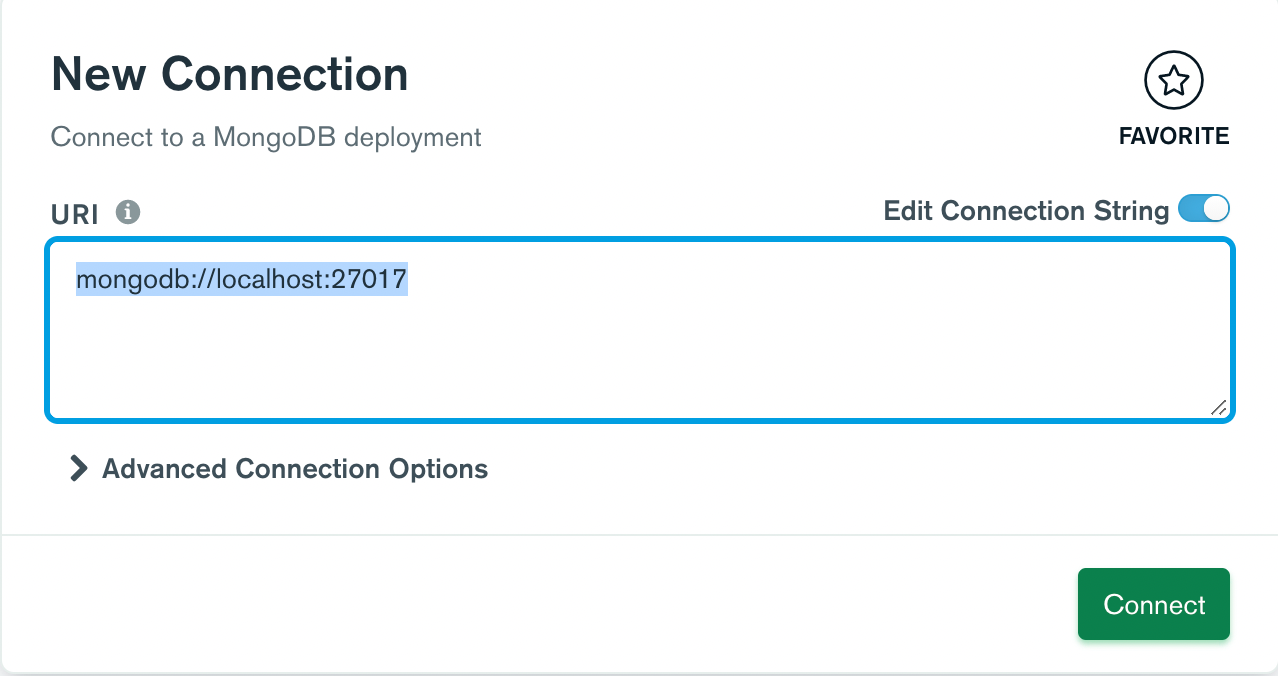 New Connection
FAVORITE
Connect to a MongoDB deployment
URI
Edit Connection String
mongodb://localhost:27017
Advanced Connection Options
Connect